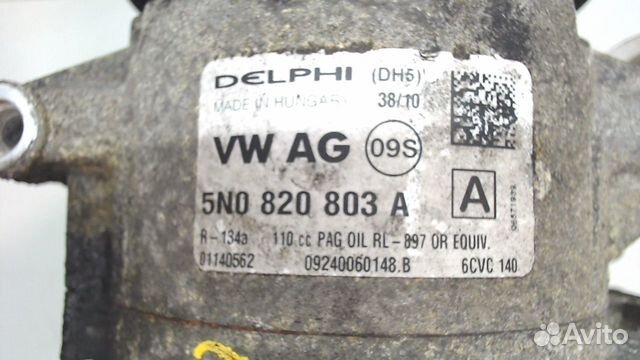 DELPHI (DH5)
MADE IN HUNGARY 38/10
VW AG 09S
5N0 820 803 A A
R-134a 110 cc PAG OIL RL-897 OR EQUIV.
01140562 09240060148.B 6CVC 140
06571939
Avito